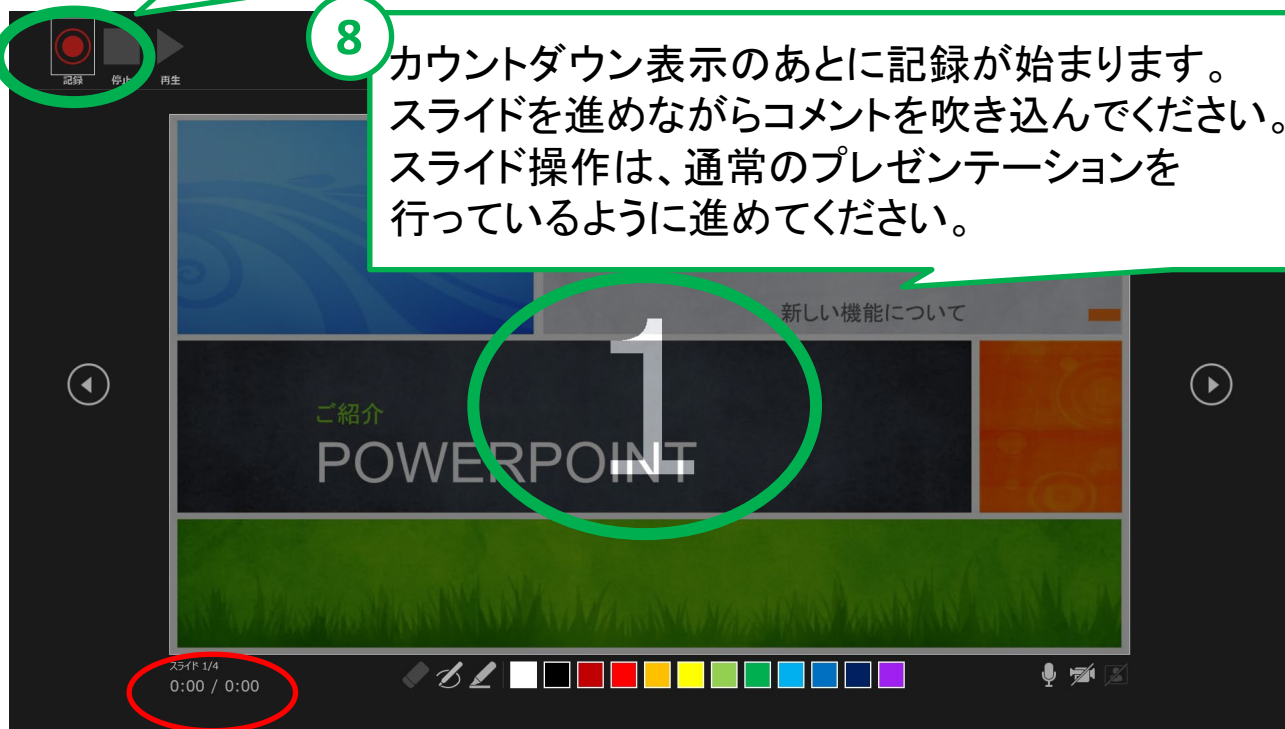 記録 停止 再生
8
カウントダウン表示のあとに記録が始まります。
スライドを進めながらコメントを吹き込んでください。
スライド操作は、通常のプレゼンテーションを
行っているように進めてください。
新しい機能について
1
ご紹介
POWERPOINT
スライド 1/4
0:00 / 0:00